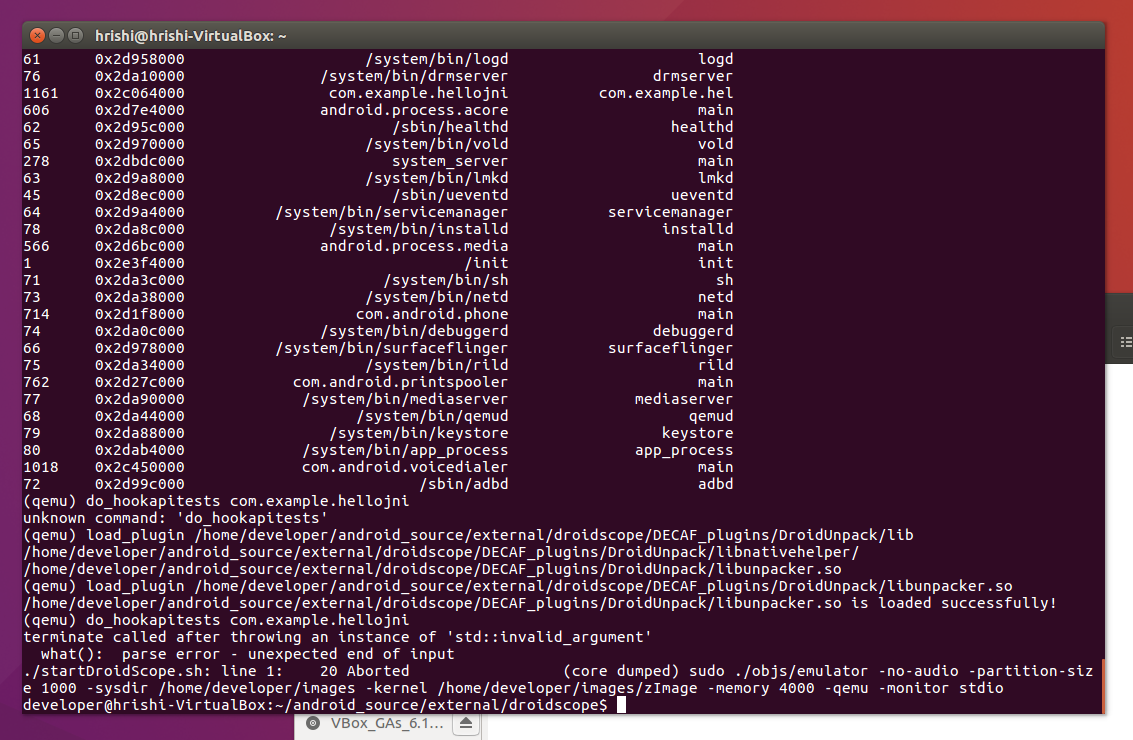 hrishi@hrishi-VirtualBox: ~
61 0x2d958000 /system/bin/logd logd
76 0x2da10000 /system/bin/drmserver drmserver
1161 0x2c064000 com.example.hellojni com.example.hel
606 0x2d7e4000 android.process.acore main
62 0x2d95c000 /sbin/healthd healthd
65 0x2d970000 /system/bin/vold vold
278 0x2dbdc000 system_server main
63 0x2d9a8000 /system/bin/lmkd lmkd
45 0x2d8ec000 /sbin/ueventd ueventd
64 0x2d9a4000 /system/bin/servicemanager servicemanager
78 0x2da8c000 /system/bin/installd installd
566 0x2d6bc000 android.process.media main
1 0x2e3f4000 /init init
71 0x2da3c000 /system/bin/sh sh
73 0x2da38000 /system/bin/netd netd
714 0x2d1f8000 com.android.phone main
74 0x2da0c000 /system/bin/debuggerd debuggerd
66 0x2d978000 /system/bin/surfaceflinger surfaceflinger
75 0x2da34000 /system/bin/rild rild
762 0x2d27c000 com.android.printspooler main
77 0x2da90000 /system/bin/mediaserver mediaserver
68 0x2da44000 /system/bin/qemud qemud
79 0x2da88000 /system/bin/keystore keystore
80 0x2dab4000 /system/bin/app_process app_process
1018 0x2c450000 com.android.voicedialer main
72 0x2d99c000 /sbin/adbd adbd
(qemu) do_hookapitests com.example.hellojni
unknown command: 'do_hookapitests'
(qemu) load_plugin /home/developer/android_source/external/droidscope/DECAF_plugins/DroidUnpack/lib
/home/developer/android_source/external/droidscope/DECAF_plugins/DroidUnpack/libnativehelper/
/home/developer/android_source/external/droidscope/DECAF_plugins/DroidUnpack/libunpacker.so
(qemu) load_plugin /home/developer/android_source/external/droidscope/DECAF_plugins/DroidUnpack/libunpacker.so
/home/developer/android_source/external/droidscope/DECAF_plugins/DroidUnpack/libunpacker.so is loaded successfully!
(qemu) do_hookapitests com.example.hellojni
terminate called after throwing an instance of 'std::invalid_argument'
what(): parse error - unexpected end of input
./startDroidScope.sh: line 1: 20 Aborted (core dumped) sudo ./objs/emulator -no-audio -partition-siz
e 1000 -sysdir /home/developer/images -kernel /home/developer/images/zImage -memory 4000 -qemu -monitor stdio
developer@hrishi-VirtualBox:~/android_source/external/droidscope$
VBox_GAs_6.1...